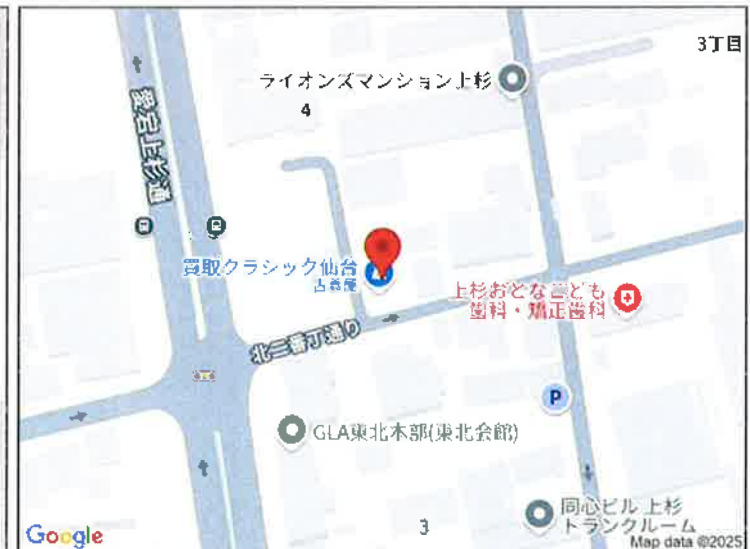 3丁目
ライオンズマンション上杉
4
愛宕上杉通
買取クラシック仙台
古着屋
上杉おとなこども
歯科・矯正歯科
北二番丁通り
P
GLA東北本部(東北会館)
同心ビル 上杉
トランクルーム
3
Google
Map data ©2025